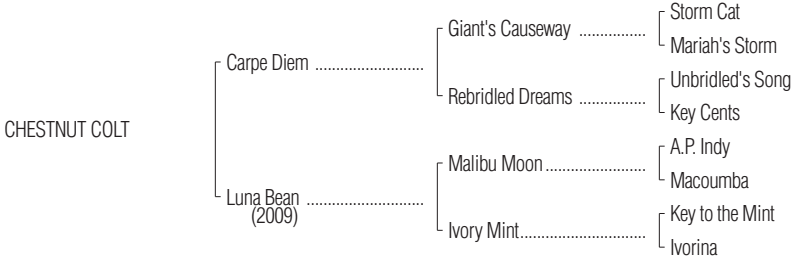 Storm Cat
Giant's Causeway ................
Mariah's Storm
Carpe Diem ..........................
Unbridled's Song
Rebridled Dreams ................
Key Cents
CHESTNUT COLT
A.P. Indy
Malibu Moon........................
Macoumba
Luna Bean ............................
(2009)
Key to the Mint
Ivory Mint..............................
Ivorina